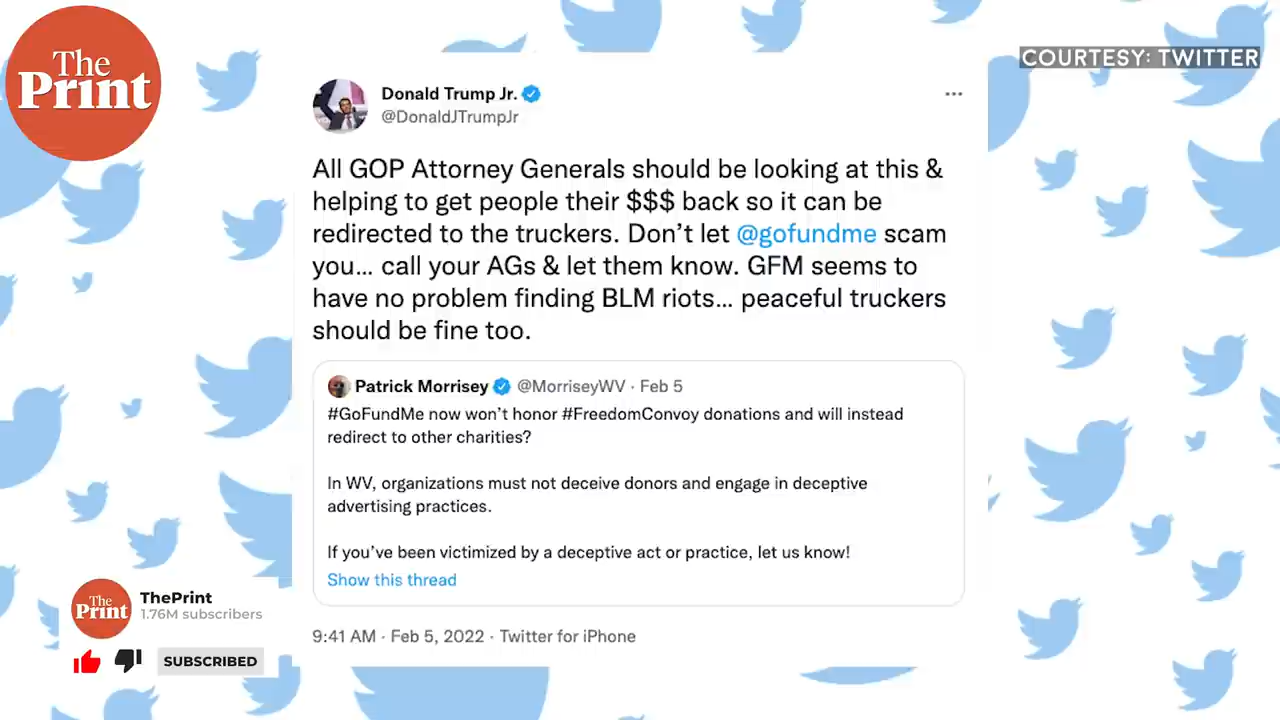 The
Print
COURTESY: TWITTER
Donald Trump Jr.
@DonaldJTrumpJr
All GOP Attorney Generals should be looking at this &
helping to get people their $$$ back so it can be
redirected to the truckers. Don’t let @gofundme scam
you… call your AGs & let them know. GFM seems to
have no problem finding BLM riots… peaceful truckers
should be fine too.
Patrick Morrisey @MorriseyWV · Feb 5
#GoFundMe now won’t honor #FreedomConvoy donations and will instead
redirect to other charities?
In WV, organizations must not deceive donors and engage in deceptive
advertising practices.
If you’ve been victimized by a deceptive act or practice, let us know!
Show this thread
9:41 AM · Feb 5, 2022 · Twitter for iPhone
The
Print
ThePrint
1.76M subscribers
SUBSCRIBED